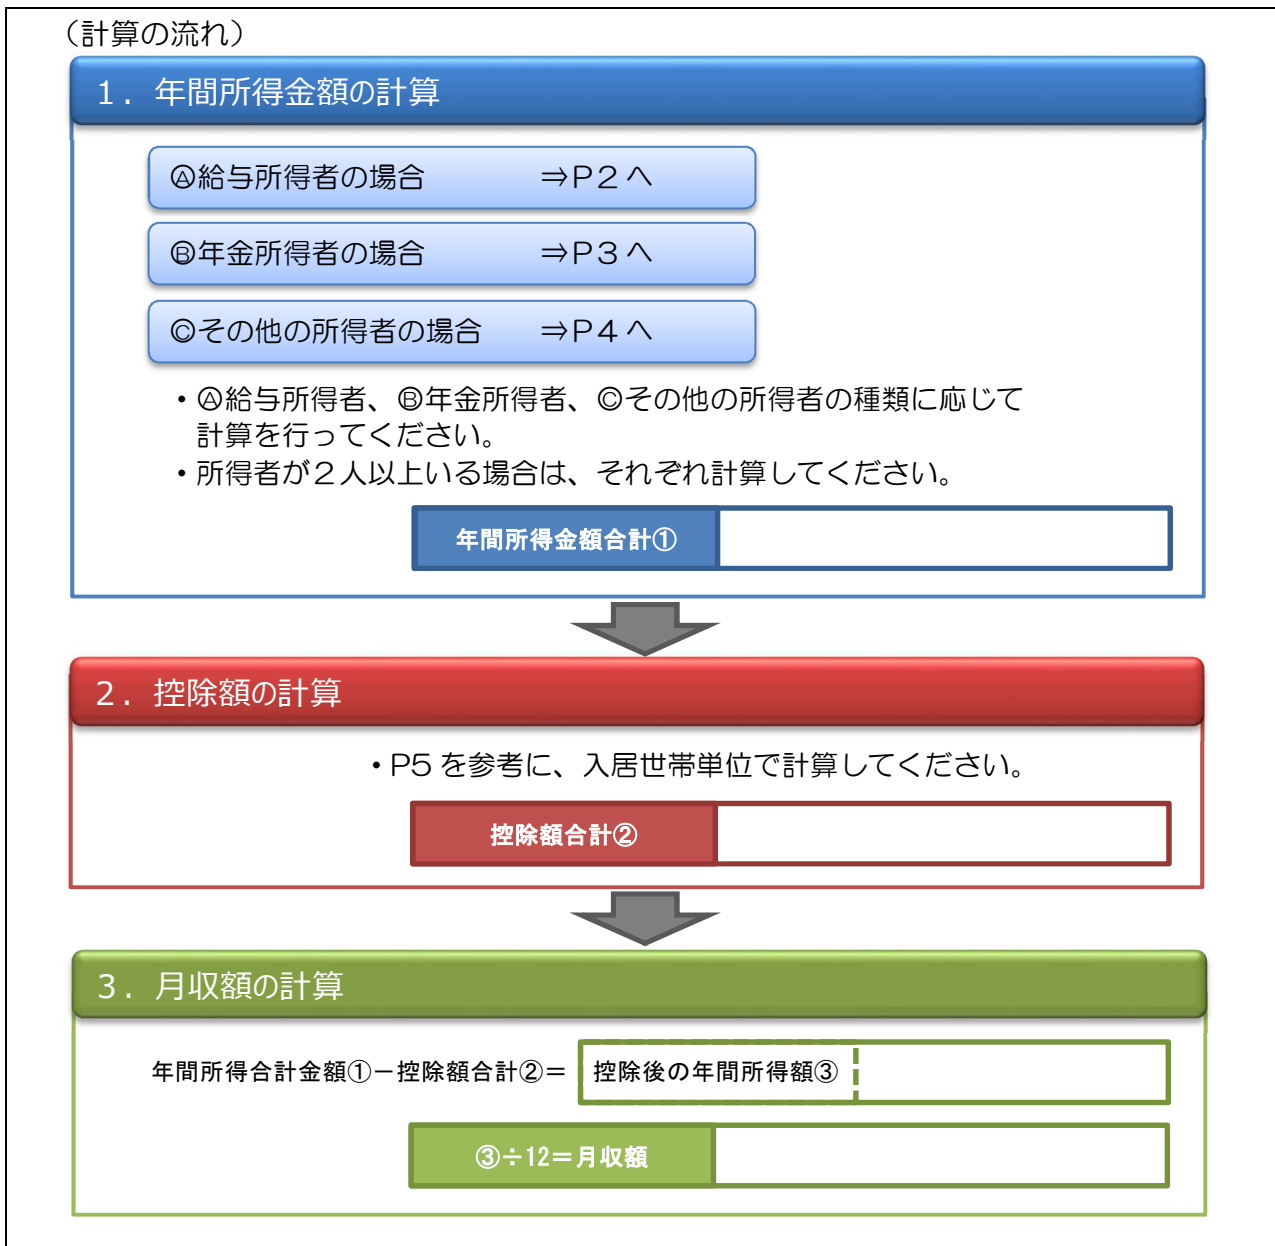 （計算の流れ）
１．年間所得金額の計算
Ⓐ給与所得者の場合　　　　⇒P２へ
Ⓑ年金所得者の場合　　　　⇒P３へ
Ⓒその他の所得者の場合　　⇒P４へ
・Ⓐ給与所得者、Ⓑ年金所得者、Ⓒその他の所得者の種類に応じて
計算を行ってください。
・所得者が２人以上いる場合は、それぞれ計算してください。
年間所得金額合計①
２．控除額の計算
・P5 を参考に、入居世帯単位で計算してください。
控除額合計②
３．月収額の計算
年間所得合計金額①－控除額合計②＝ 控除後の年間所得額③
③÷12＝月収額